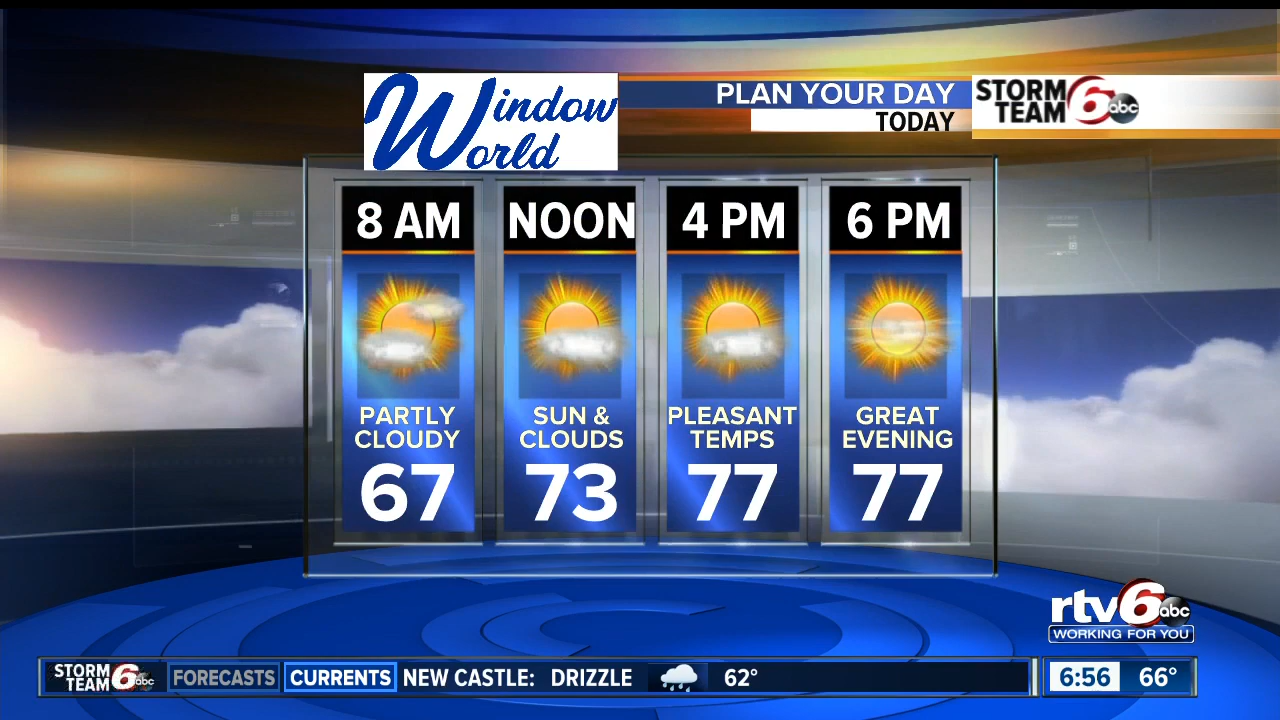 Window
World
PLAN YOUR DAY
TODAY
STORM
TEAM 6 abc
8 AM
NOON
4 PM
6 PM
PARTLY
CLOUDY
67
SUN &
CLOUDS
73
PLEASANT
TEMPS
77
GREAT
EVENING
77
rtv6 abc
WORKING FOR YOU
STORM
TEAM 6 abc
FORECASTS
CURRENTS
NEW CASTLE: DRIZZLE 62°
6:56 66°